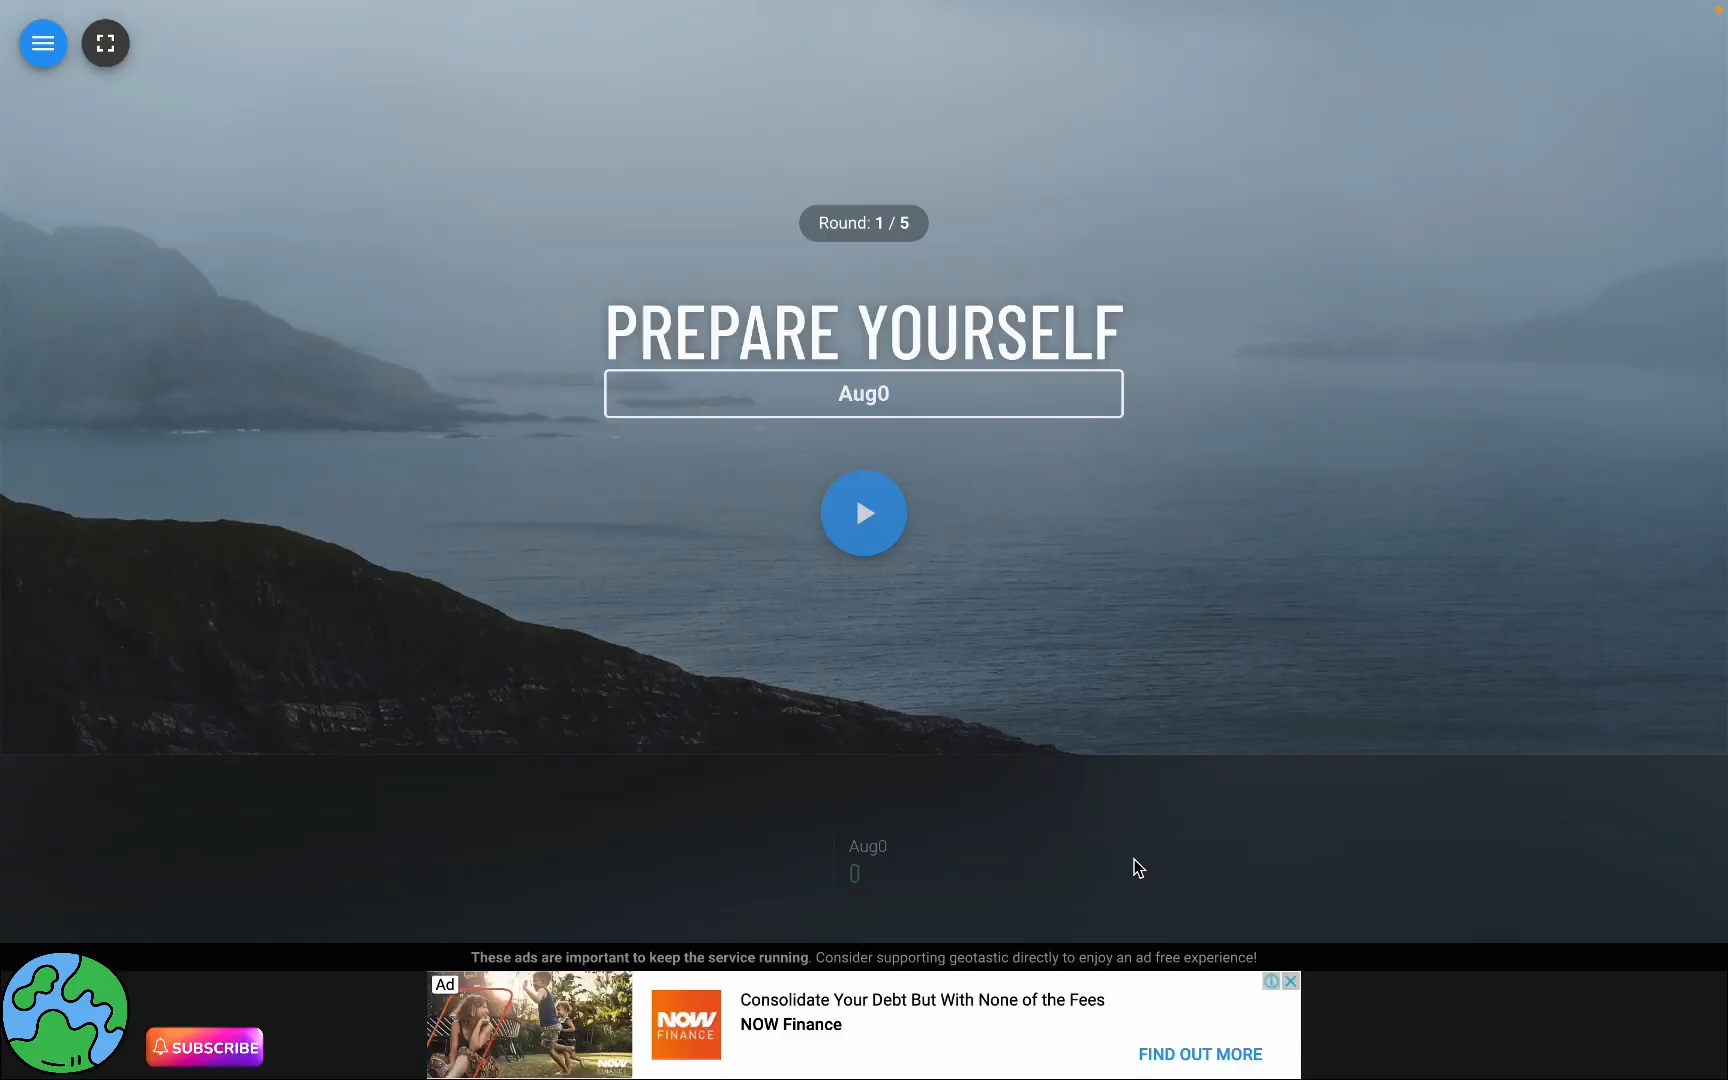 Round: 1 / 5
PREPARE YOURSELF
Aug0
Aug0
0
These ads are important to keep the service running. Consider supporting geotastic directly to enjoy an ad free experience!
Ad
NOW FINANCE
NOW FINANCE
Consolidate Your Debt But With None of the Fees
NOW Finance
FIND OUT MORE
SUBSCRIBE